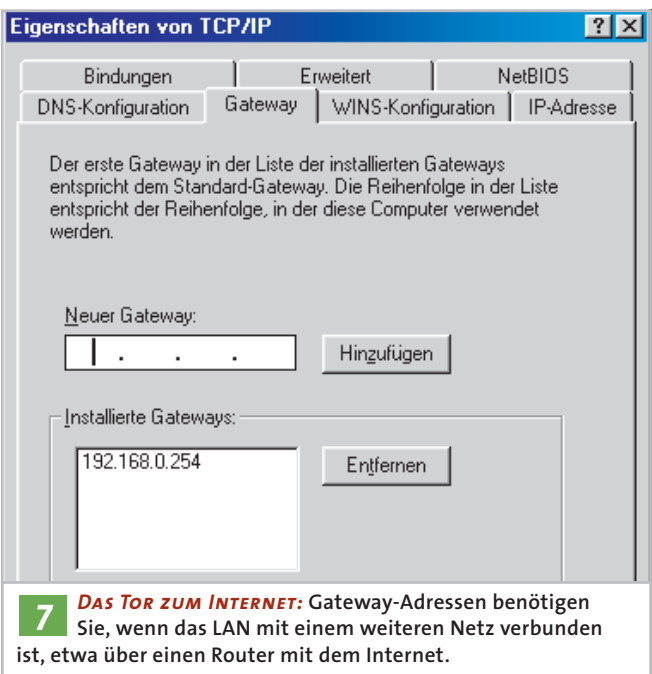 Eigenschaften von TCP/IP
Bindungen Erweitert NetBIOS
DNS-Konfiguration Gateway WINS-Konfiguration IP-Adresse
Der erste Gateway in der Liste der installierten Gateways
entspricht dem Standard-Gateway. Die Reihenfolge in der Liste
entspricht der Reihenfolge, in der diese Computer verwendet
werden.
Neuer Gateway:
. . .
Hinzufügen
Installierte Gateways:
192.168.0.254
Entfernen
7 DAS TOR ZUM INTERNET: Gateway-Adressen benötigen
Sie, wenn das LAN mit einem weiteren Netz verbunden
ist, etwa über einen Router mit dem Internet.